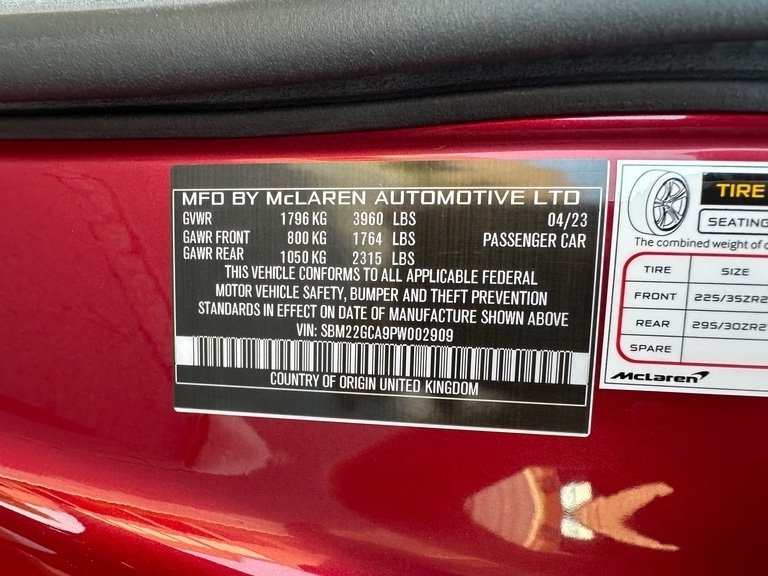 MFD BY McLAREN AUTOMOTIVE LTD
GVWR 1796 KG 3960 LBS 04/23
GAWR FRONT 800 KG 1764 LBS PASSENGER CAR
GAWR REAR 1050 KG 2315 LBS
THIS VEHICLE CONFORMS TO ALL APPLICABLE FEDERAL
MOTOR VEHICLE SAFETY, BUMPER AND THEFT PREVENTION
STANDARDS IN EFFECT ON DATE OF MANUFACTURE SHOWN ABOVE
VIN: SBM22GCA9PW002909
COUNTRY OF ORIGIN UNITED KINGDOM
TIRE
SEATING
The combined weight of
TIRE SIZE
FRONT 225/35ZR2
REAR 295/30ZR2
SPARE
McLaren